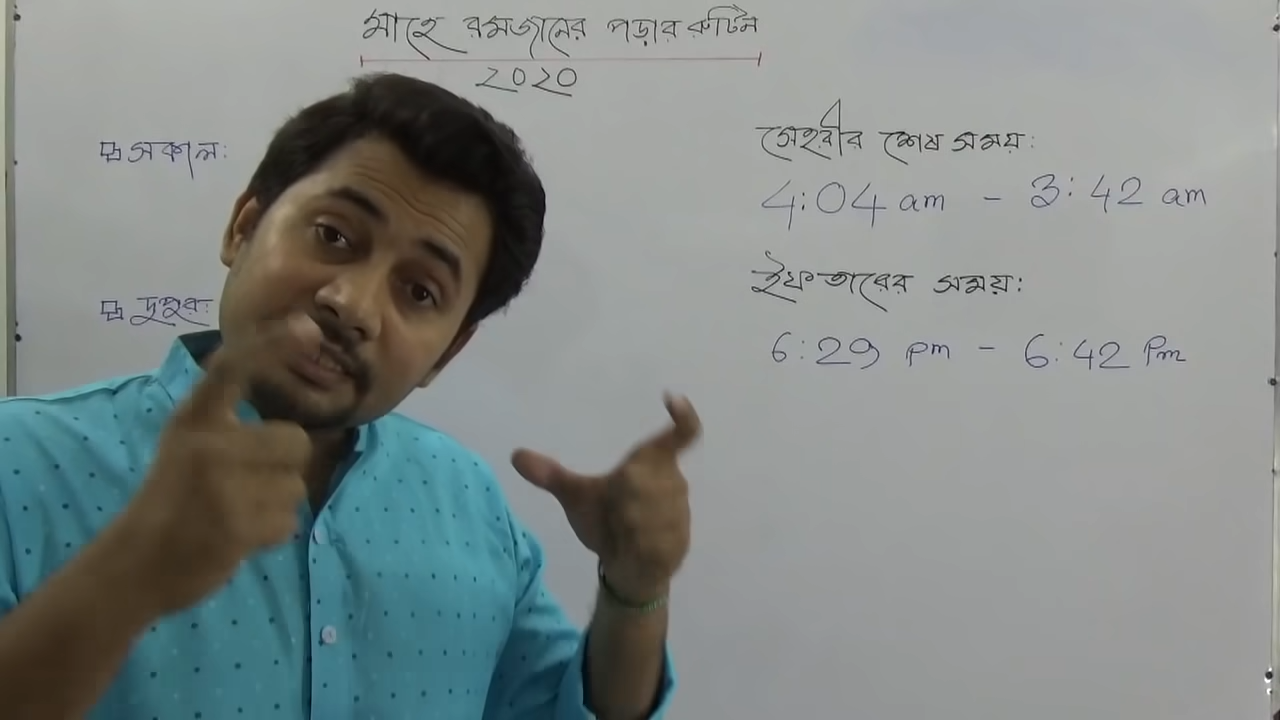 মাহে রমজানের পড়ার রুটিন
২০২০
সকাল:
দুপুর:
সেহরীর শেষ সময়:
4:04 am - 3:42 am
ইফতারের সময়:
6:29 pm - 6:42 Pm